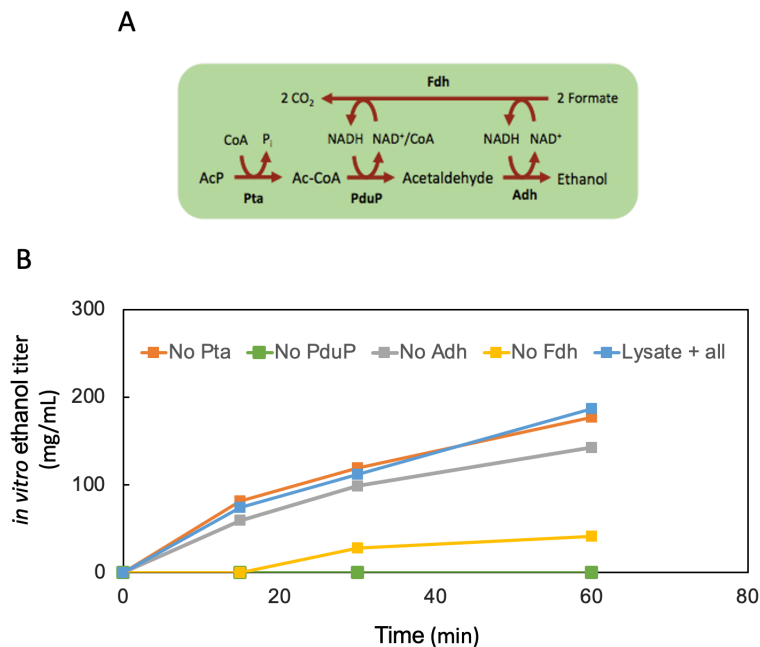 A
Fdh
2 CO₂ 2 Formate
CoA Pᵢ NADH NAD⁺/CoA NADH NAD⁺
AcP Ac-CoA Acetaldehyde Ethanol
Pta PduP Adh
B
in vitro ethanol titer
(mg/mL)
300
200
100
0
No Pta No PduP No Adh No Fdh Lysate + all
0 20 40 60 80
Time (min)